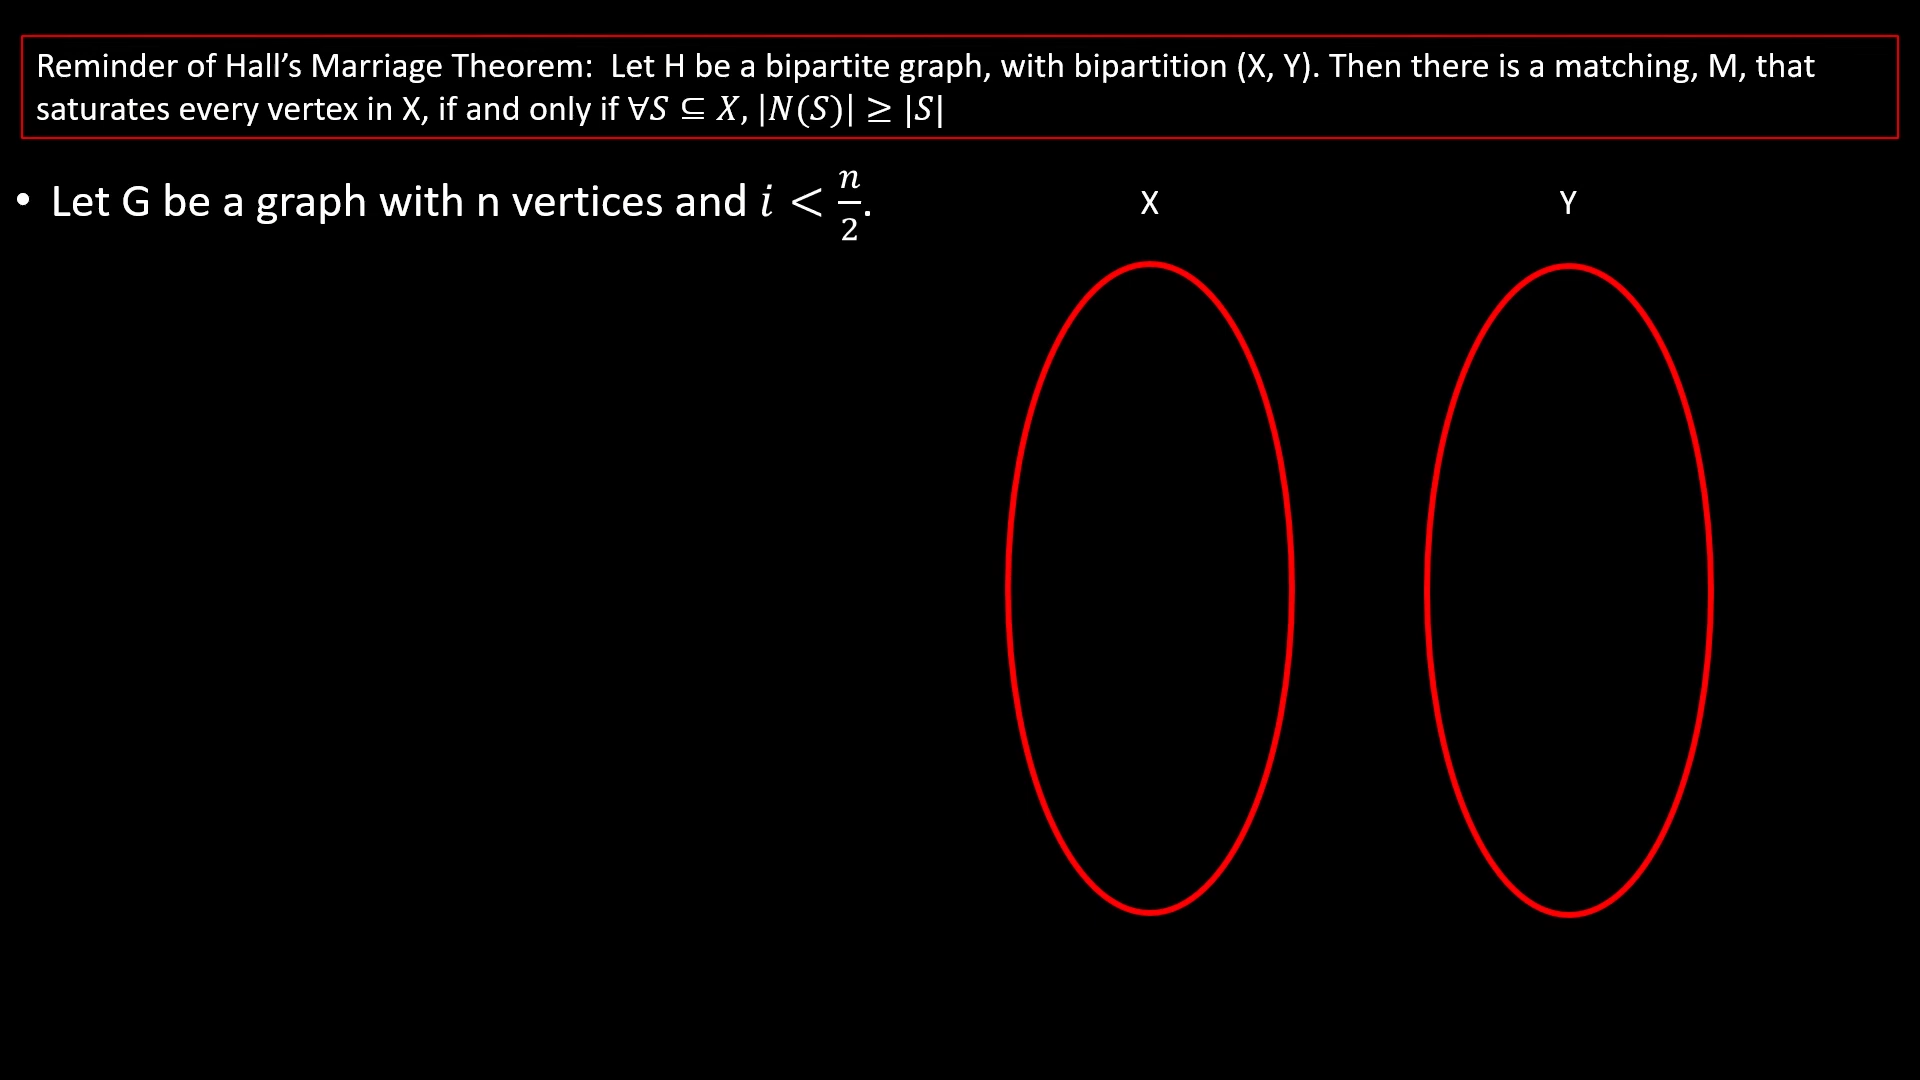 Reminder of Hall’s Marriage Theorem:  Let H be a bipartite graph, with bipartition (X, Y). Then there is a matching, M, that
saturates every vertex in X, if and only if ∀S ⊆ X, |N(S)| ≥ |S|
• Let G be a graph with n vertices and i < n/2.
X
Y